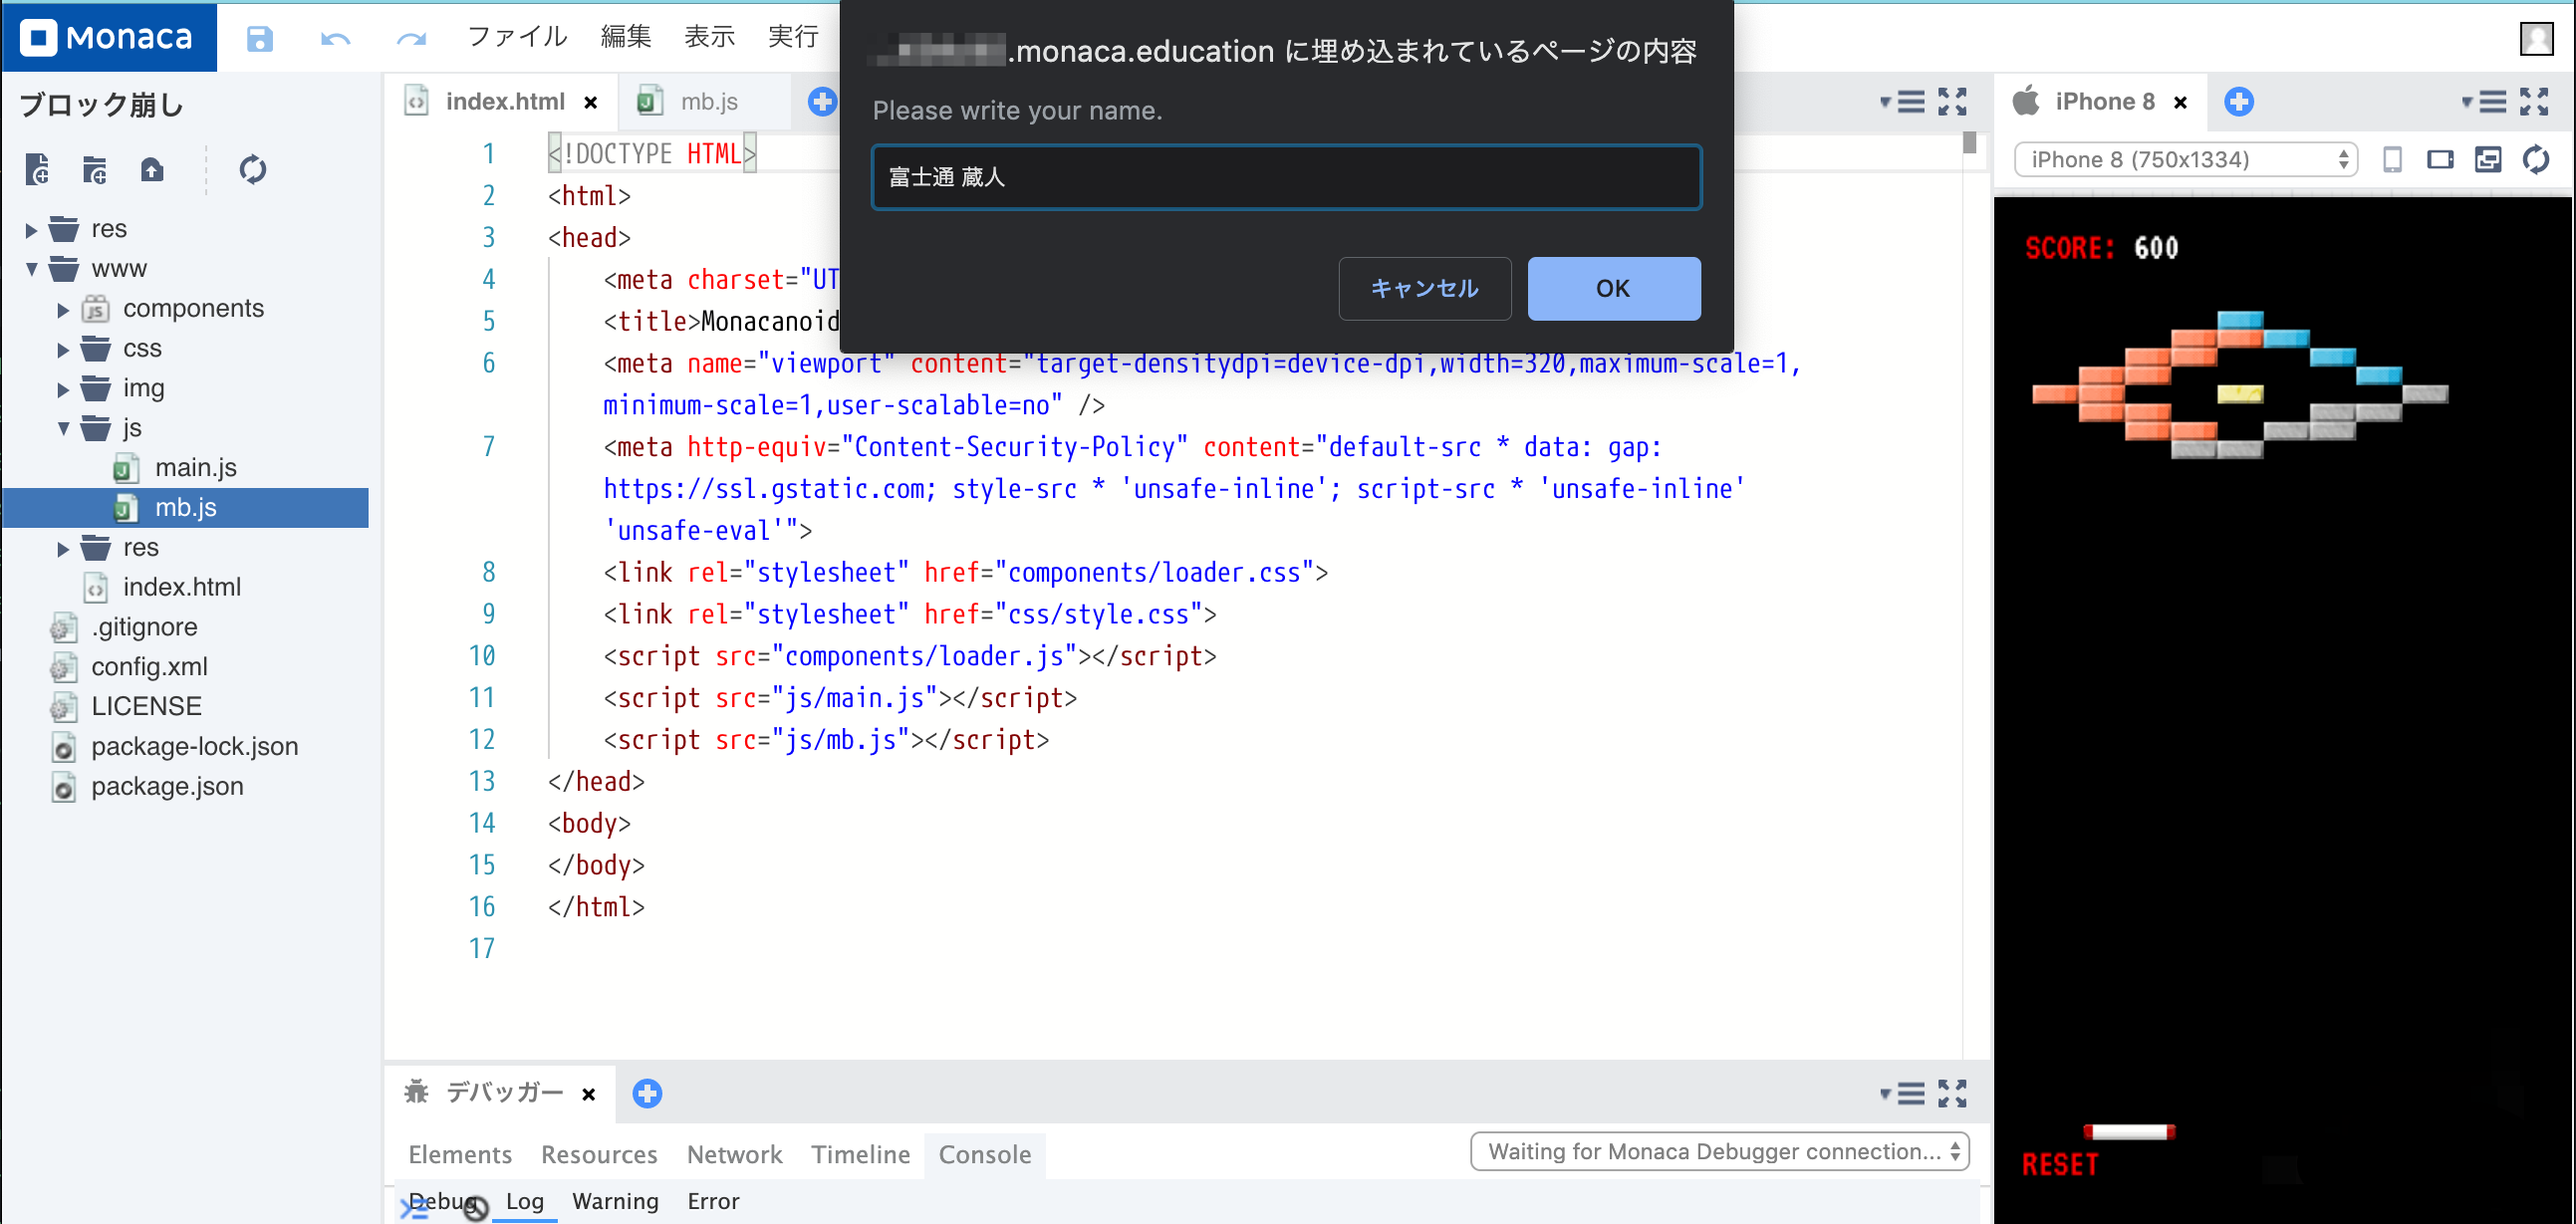 Monaca
ファイル 編集 表示 実行
.monaca.education に埋め込まれているページの内容
Please write your name.
富士通 蔵人
キャンセル OK
ブロック崩し
res
www
components
css
img
js
main.js
mb.js
res
index.html
.gitignore
config.xml
LICENSE
package-lock.json
package.json
index.html × mb.js
1 <!DOCTYPE HTML>
2 <html>
3 <head>
4 <meta charset="UT
5 <title>Monacanoid
6 <meta name="viewport" content="target-densitydpi=device-dpi,width=320,maximum-scale=1,
minimum-scale=1,user-scalable=no" />
7 <meta http-equiv="Content-Security-Policy" content="default-src * data: gap:
https://ssl.gstatic.com; style-src * 'unsafe-inline'; script-src * 'unsafe-inline'
'unsafe-eval'">
8 <link rel="stylesheet" href="components/loader.css">
9 <link rel="stylesheet" href="css/style.css">
10 <script src="components/loader.js"></script>
11 <script src="js/main.js"></script>
12 <script src="js/mb.js"></script>
13 </head>
14 <body>
15 </body>
16 </html>
17
デバッガー ×
Elements Resources Network Timeline Console
Waiting for Monaca Debugger connection...
Debug Log Warning Error
iPhone 8 ×
iPhone 8 (750x1334)
SCORE: 600
RESET